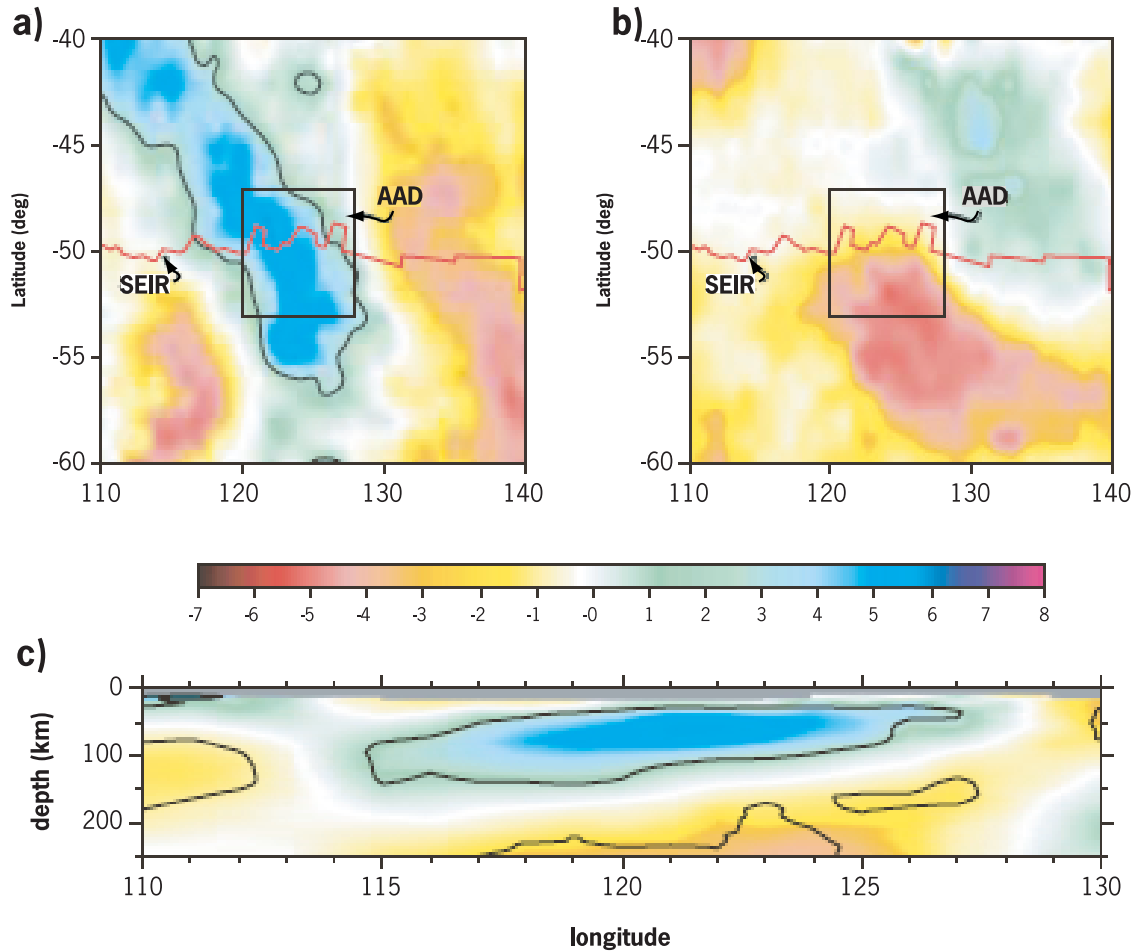 a)
b)
-40
-45
-50
-55
-60
Latitude (deg)
AAD
SEIR
110 120 130 140
-40
-45
-50
-55
-60
Latitude (deg)
AAD
SEIR
110 120 130 140
-7 -6 -5 -4 -3 -2 -1 -0 1 2 3 4 5 6 7 8
c)
0
100
200
depth (km)
110 115 120 125 130
longitude